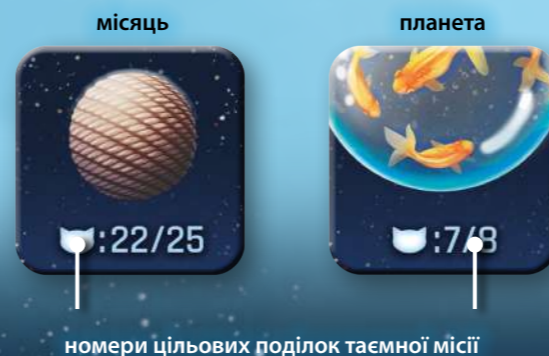 місяць
планета
:22/25
:7/8
номери цільових поділок таємної місії